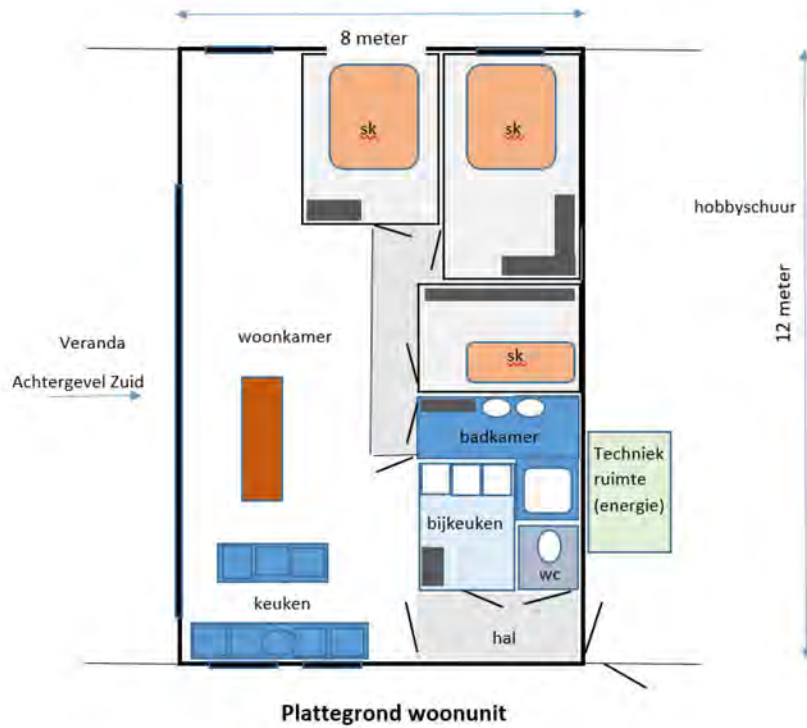 8 meter
sk
sk
hobbyschuur
12 meter
Veranda
Achtergevel Zuid
woonkamer
sk
badkamer
Techniek
ruimte
(energie)
bijkeuken
wc
keuken
hal
Plattegrond woonunit